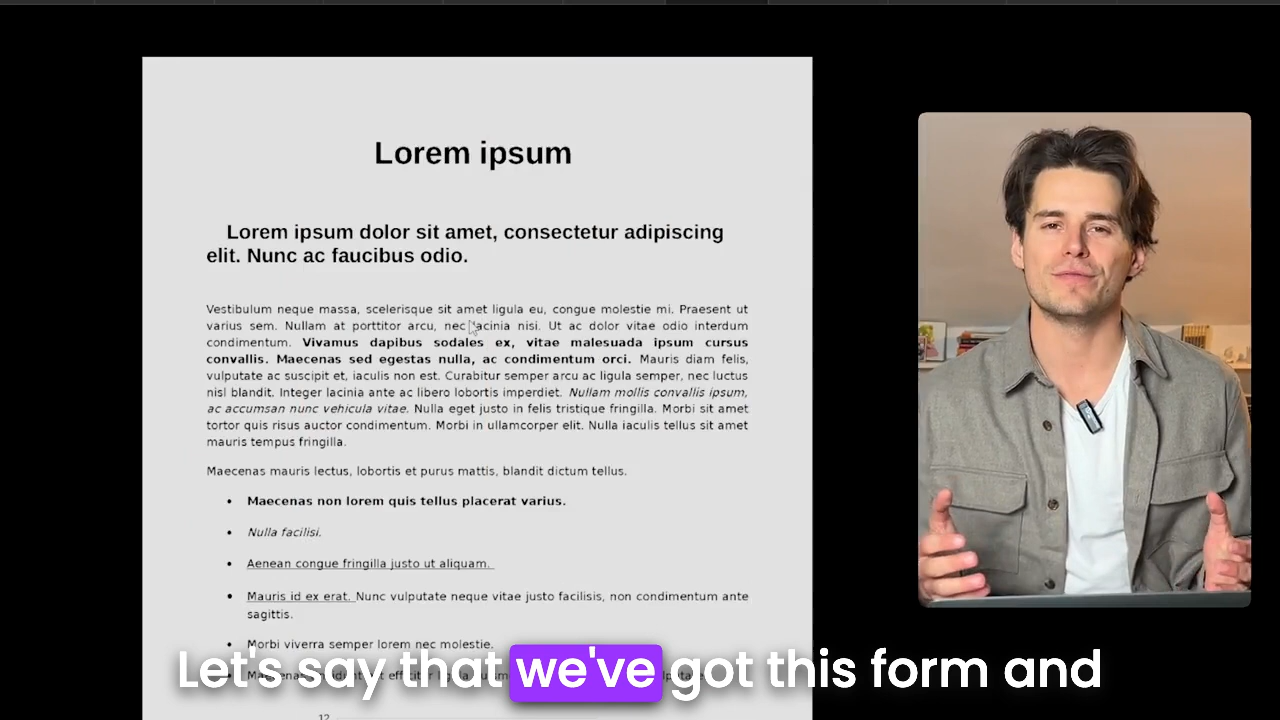 Lorem ipsum
Lorem ipsum dolor sit amet, consectetur adipiscing
elit. Nunc ac faucibus odio.
Vestibulum neque massa, scelerisque sit amet ligula eu, congue molestie mi. Praesent ut
varius sem. Nullam at porttitor arcu, nec lacinia nisi. Ut ac dolor vitae odio interdum
condimentum. Vivamus dapibus sodales ex, vitae malesuada ipsum cursus
convallis. Maecenas sed egestas nulla, ac condimentum orci. Mauris diam felis,
vulputate ac suscipit et, iaculis non est. Curabitur semper arcu ac ligula semper, nec luctus
nisl blandit. Integer lacinia ante ac libero lobortis imperdiet. Nullam mollis convallis ipsum,
ac accumsan nunc vehicula vitae. Nulla eget justo in felis tristique fringilla. Morbi sit amet
tortor quis risus auctor condimentum. Morbi in ullamcorper elit. Nulla iaculis tellus sit amet
mauris tempus fringilla.
Maecenas mauris lectus, lobortis et purus mattis, blandit dictum tellus.
• Maecenas non lorem quis tellus placerat varius.
• Nulla facilisi.
• Aenean congue fringilla justo ut aliquam.
• Mauris id ex erat. Nunc vulputate neque vitae justo facilisis, non condimentum ante
sagittis.
• Morbi viverra semper lorem nec molestie.
Let's say that we've got this form and
12